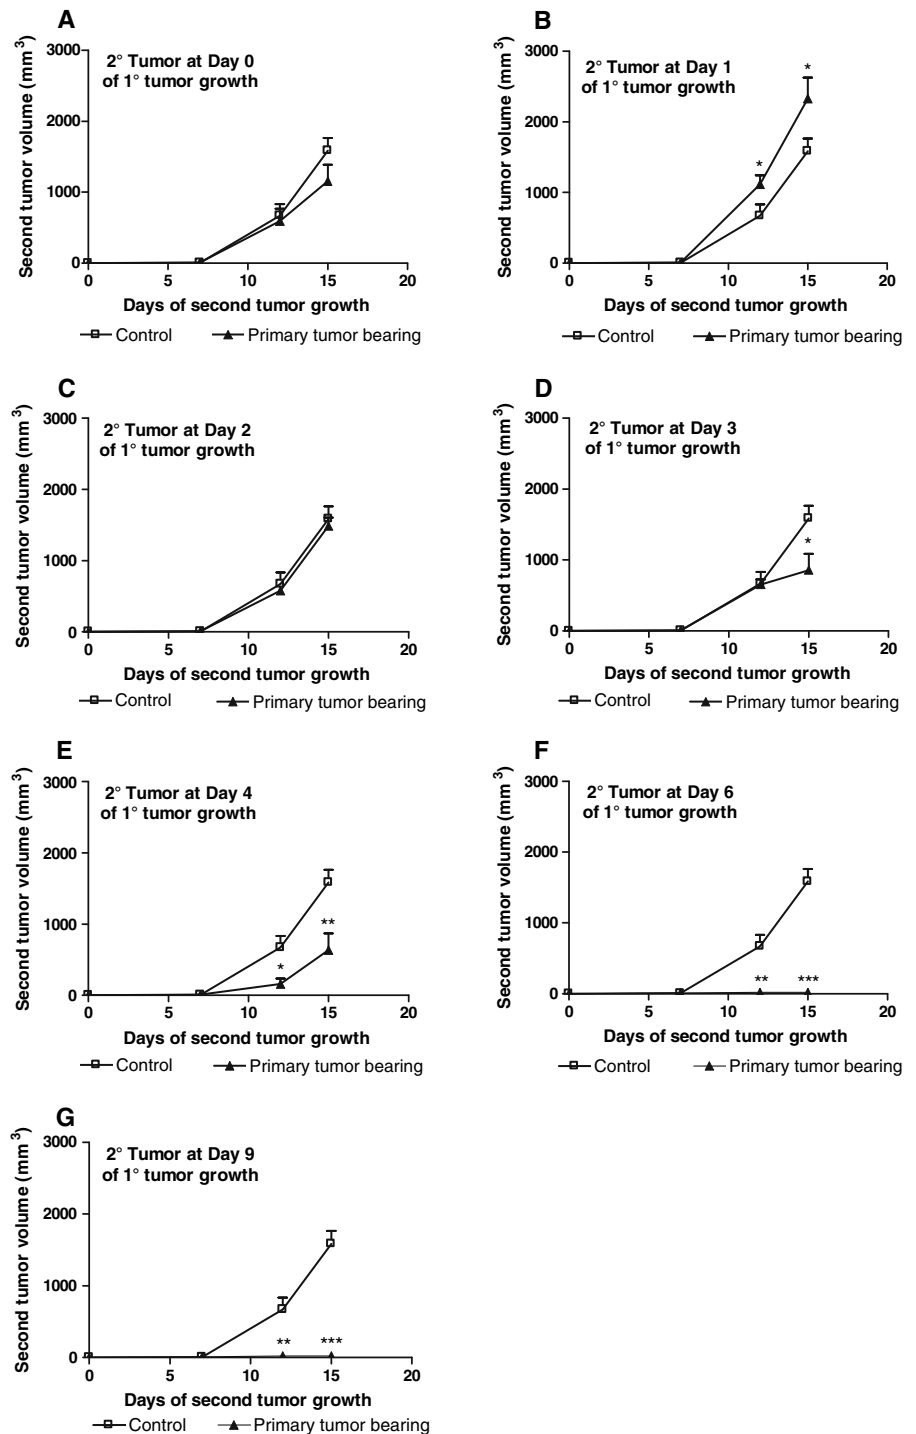 A
2° Tumor at Day 0
of 1° tumor growth
Second tumor volume (mm³)
3000
2000
1000
0
0 5 10 15 20
Days of second tumor growth
Control Primary tumor bearing
B
2° Tumor at Day 1
of 1° tumor growth
Second tumor volume (mm³)
3000
2000
1000
0
*
*
0 5 10 15 20
Days of second tumor growth
Control Primary tumor bearing
C
2° Tumor at Day 2
of 1° tumor growth
Second tumor volume (mm³)
3000
2000
1000
0
0 5 10 15 20
Days of second tumor growth
Control Primary tumor bearing
D
2° Tumor at Day 3
of 1° tumor growth
Second tumor volume (mm³)
3000
2000
1000
0
*
0 5 10 15 20
Days of second tumor growth
Control Primary tumor bearing
E
2° Tumor at Day 4
of 1° tumor growth
Second tumor volume (mm³)
3000
2000
1000
0
**
*
0 5 10 15 20
Days of second tumor growth
Control Primary tumor bearing
F
2° Tumor at Day 6
of 1° tumor growth
Second tumor volume (mm³)
3000
2000
1000
0
** ***
0 5 10 15 20
Days of second tumor growth
Control Primary tumor bearing
G
2° Tumor at Day 9
of 1° tumor growth
Second tumor volume (mm³)
3000
2000
1000
0
** ***
0 5 10 15 20
Days of second tumor growth
Control Primary tumor bearing